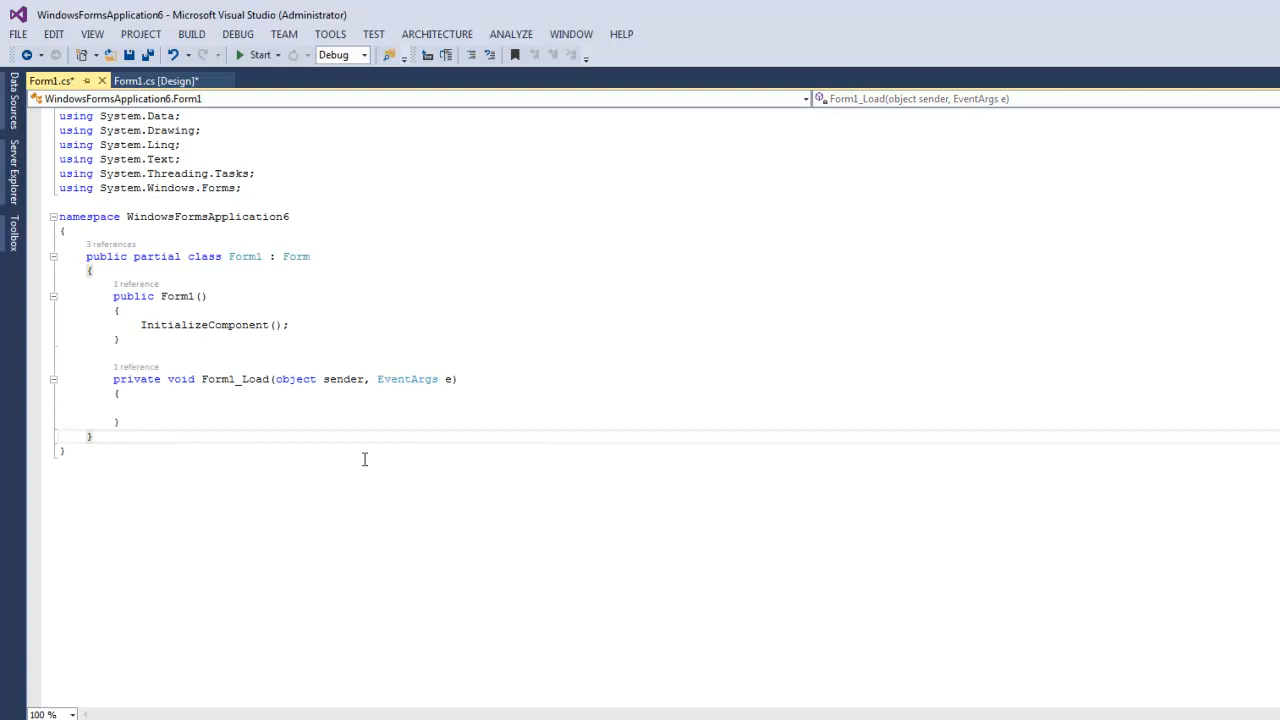 WindowsFormsApplication6 - Microsoft Visual Studio (Administrator)
FILE EDIT VIEW PROJECT BUILD DEBUG TEAM TOOLS TEST ARCHITECTURE ANALYZE WINDOW HELP
Start Debug
Form1.cs* Form1.cs [Design]*
WindowsFormsApplication6.Form1 Form1_Load(object sender, EventArgs e)
Data Sources
Server Explorer
Toolbox
using System.Data;
using System.Drawing;
using System.Linq;
using System.Text;
using System.Threading.Tasks;
using System.Windows.Forms;
namespace WindowsFormsApplication6
{
3 references
public partial class Form1 : Form
{
1 reference
public Form1()
{
InitializeComponent();
}
1 reference
private void Form1_Load(object sender, EventArgs e)
{
}
}
}
100 %